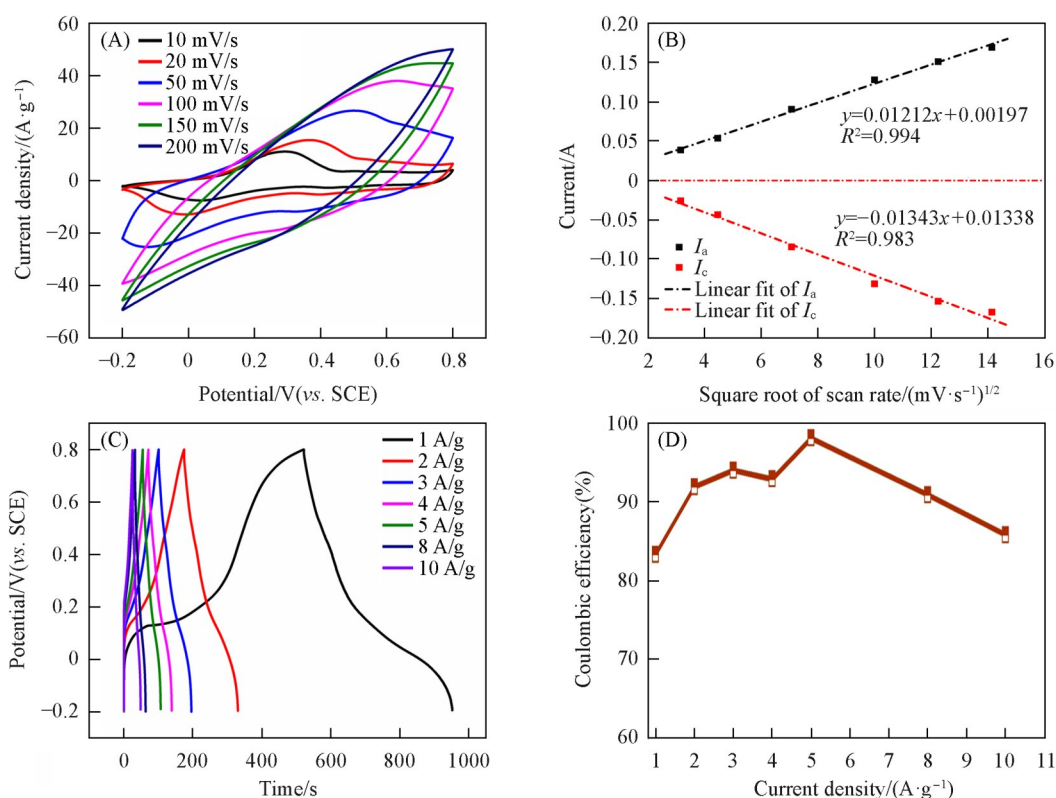 (A)
10 mV/s
20 mV/s
50 mV/s
100 mV/s
150 mV/s
200 mV/s
60
40
20
0
−20
−40
−60
Current density/(A·g⁻¹)
−0.2
0
0.2
0.4
0.6
0.8
Potential/V(vs. SCE)
(B)
0.20
0.15
0.10
0.05
0
−0.05
−0.10
−0.15
−0.20
Current/A
y=0.01212x+0.00197
R²=0.994
y=−0.01343x+0.01338
R²=0.983
Iₐ
I_c
Linear fit of Iₐ
Linear fit of I_c
2
4
6
8
10
12
14
16
Square root of scan rate/(mV·s⁻¹)¹/²
(C)
1 A/g
2 A/g
3 A/g
4 A/g
5 A/g
8 A/g
10 A/g
0.8
0.6
0.4
0.2
0
−0.2
Potential/V(vs. SCE)
0
200
400
600
800
1000
Time/s
(D)
100
90
80
70
60
Coulombic efficiency(%)
1
2
3
4
5
6
7
8
9
10
11
Current density/(A·g⁻¹)